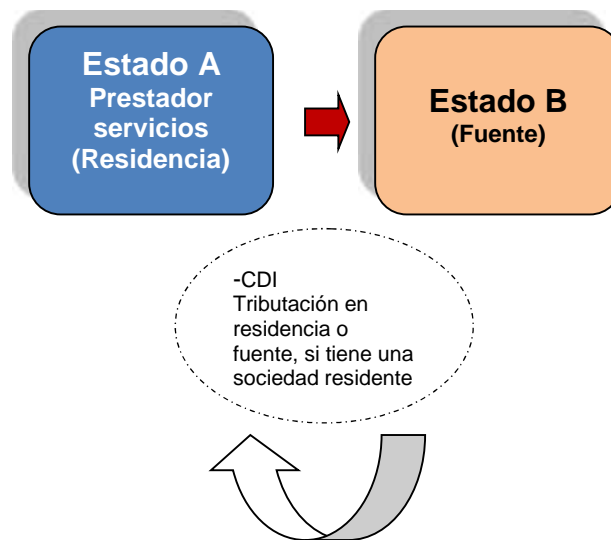 Estado A
Prestador
servicios
(Residencia)
Estado B
(Fuente)
-CDI
Tributación en
residencia o
fuente, si tiene una
sociedad residente